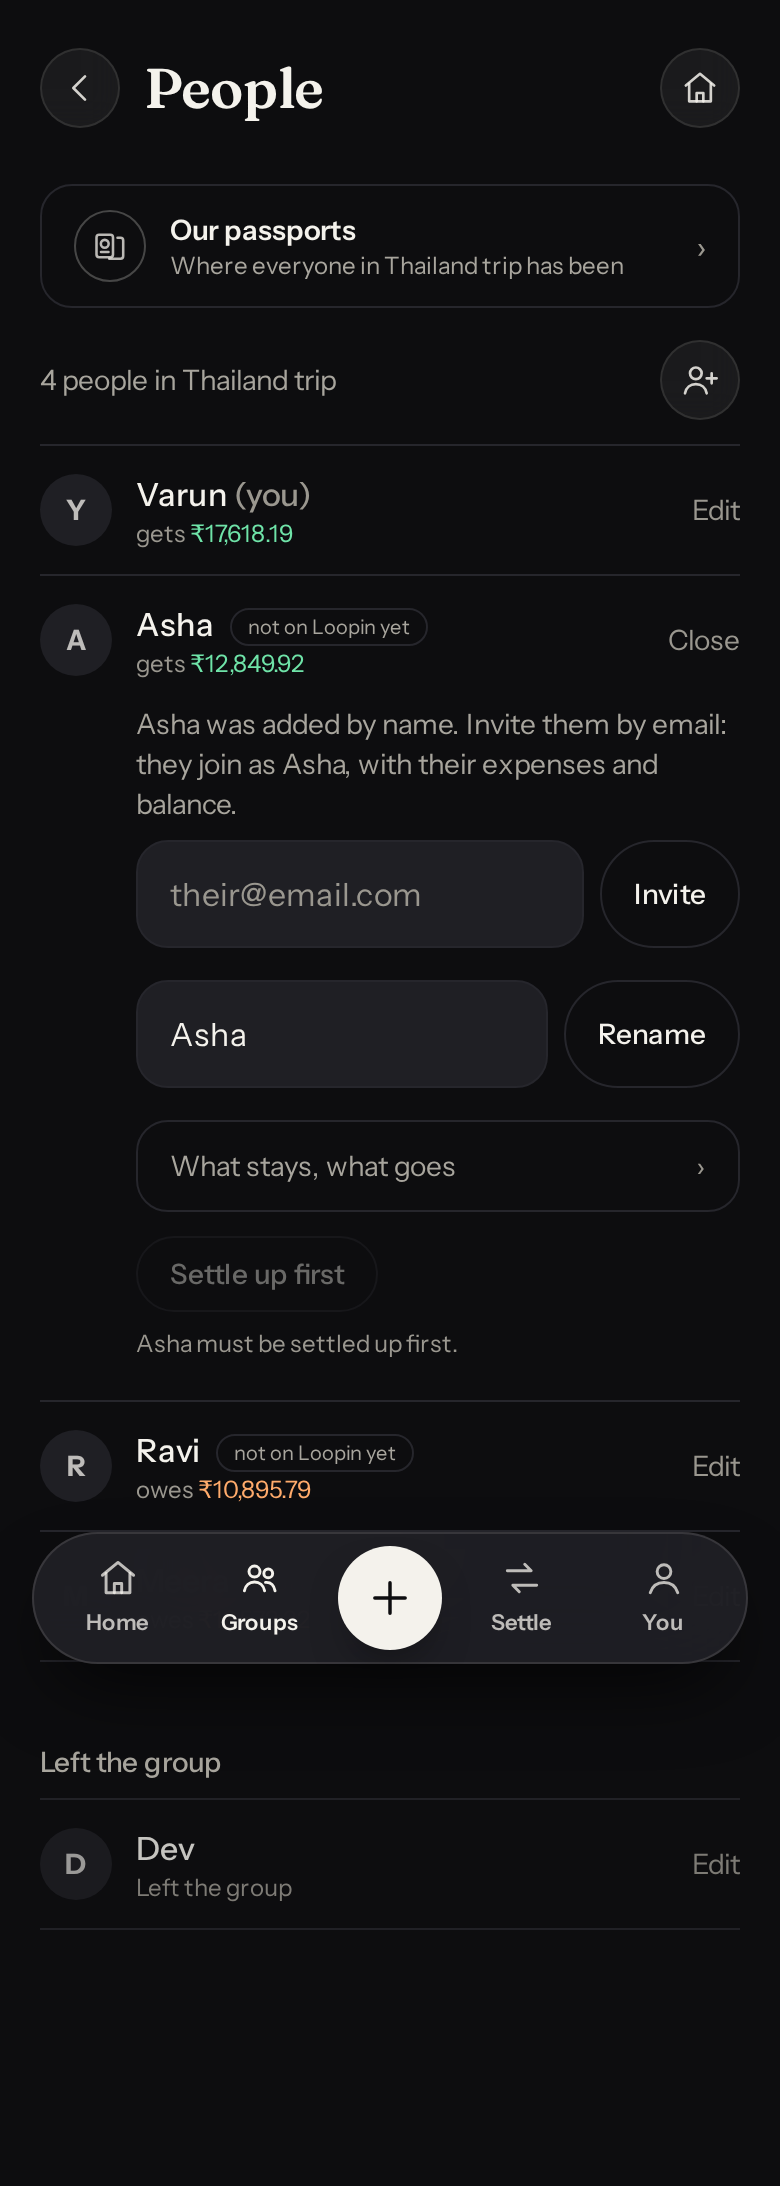 People
Our passports
Where everyone in Thailand trip has been
4 people in Thailand trip
Y
Varun (you)
gets ₹17,618.19
Edit
A
Asha not on Loopin yet
gets ₹12,849.92
Close
Asha was added by name. Invite them by email:
they join as Asha, with their expenses and
balance.
their@email.com
Invite
Asha
Rename
What stays, what goes
Settle up first
Asha must be settled up first.
R
Ravi not on Loopin yet
owes ₹10,895.79
Edit
Home
Groups
Settle
You
Left the group
D
Dev
Left the group
Edit